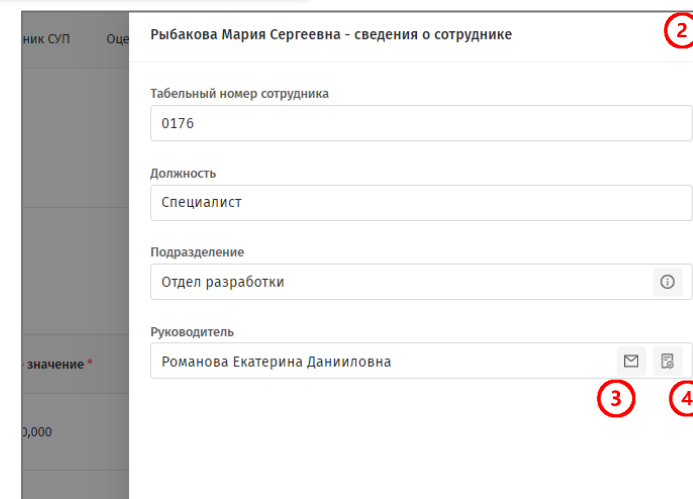 ник СУП Оце
Рыбакова Мария Сергеевна - сведения о сотруднике
2
Табельный номер сотрудника
0176
Должность
Специалист
Подразделение
Отдел разработки
Руководитель
Романова Екатерина Данииловна
значение *
3
4
0,000